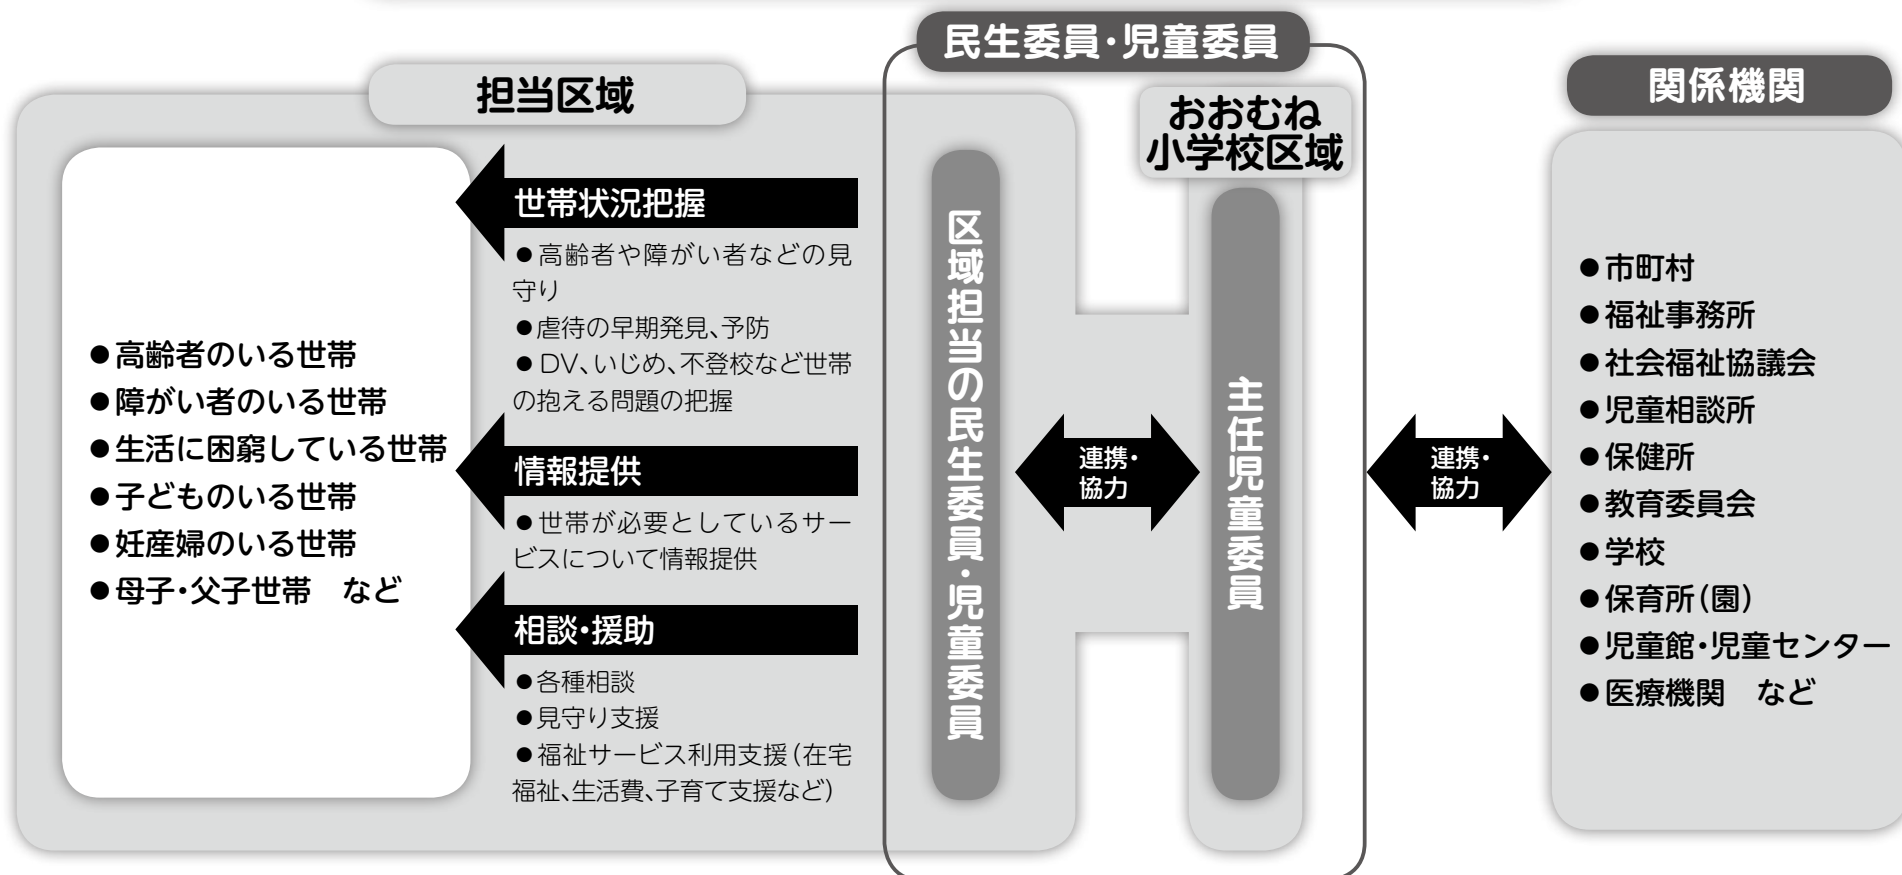 民生委員・児童委員
担当区域
●高齢者のいる世帯
●障がい者のいる世帯
●生活に困窮している世帯
●子どものいる世帯
●妊産婦のいる世帯
●母子・父子世帯　など
世帯状況把握
●高齢者や障がい者などの見
守り
●虐待の早期発見、予防
●DV、いじめ、不登校など世帯
の抱える問題の把握
情報提供
●世帯が必要としているサー
ビスについて情報提供
相談・援助
●各種相談
●見守り支援
●福祉サービス利用支援(在宅
福祉、生活費、子育て支援など)
区域担当の民生委員・児童委員
連携・
協力
おおむね
小学校区域
主任児童委員
連携・
協力
関係機関
●市町村
●福祉事務所
●社会福祉協議会
●児童相談所
●保健所
●教育委員会
●学校
●保育所(園)
●児童館・児童センター
●医療機関　など